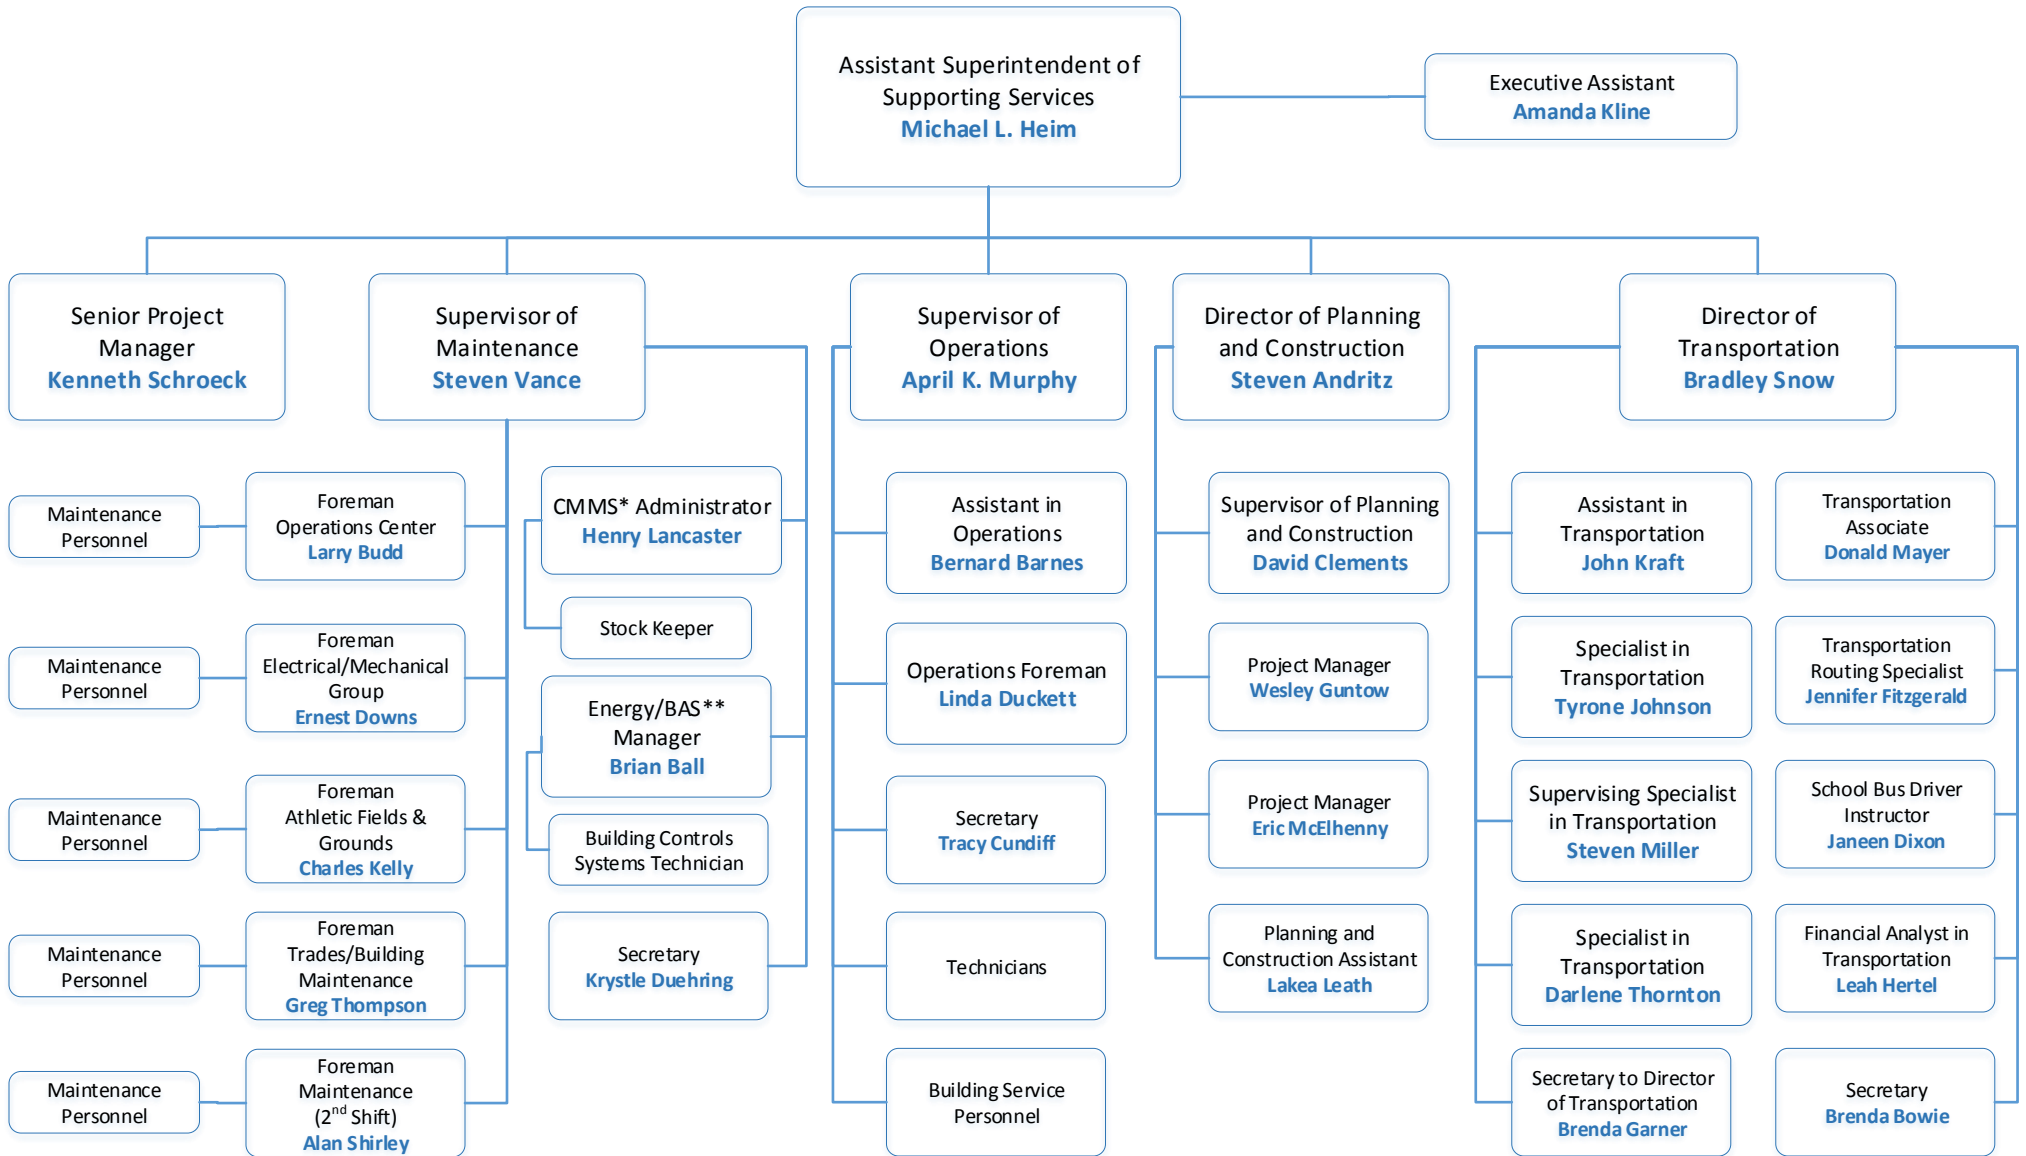 Assistant Superintendent of
Supporting Services
Michael L. Heim
Executive Assistant
Amanda Kline
Senior Project
Manager
Kenneth Schroeck
Supervisor of
Maintenance
Steven Vance
Supervisor of
Operations
April K. Murphy
Director of Planning
and Construction
Steven Andritz
Director of
Transportation
Bradley Snow
Maintenance
Personnel
Foreman
Operations Center
Larry Budd
Maintenance
Personnel
Foreman
Electrical/Mechanical
Group
Ernest Downs
Maintenance
Personnel
Foreman
Athletic Fields &
Grounds
Charles Kelly
Maintenance
Personnel
Foreman
Trades/Building
Maintenance
Greg Thompson
Maintenance
Personnel
Foreman
Maintenance
(2nd Shift)
Alan Shirley
CMMS* Administrator
Henry Lancaster
Stock Keeper
Energy/BAS**
Manager
Brian Ball
Building Controls
Systems Technician
Secretary
Krystle Duehring
Assistant in
Operations
Bernard Barnes
Operations Foreman
Linda Duckett
Secretary
Tracy Cundiff
Technicians
Building Service
Personnel
Supervisor of Planning
and Construction
David Clements
Project Manager
Wesley Guntow
Project Manager
Eric McElhenny
Planning and
Construction Assistant
Lakea Leath
Assistant in
Transportation
John Kraft
Specialist in
Transportation
Tyrone Johnson
Supervising Specialist
in Transportation
Steven Miller
Specialist in
Transportation
Darlene Thornton
Secretary to Director
of Transportation
Brenda Garner
Transportation
Associate
Donald Mayer
Transportation
Routing Specialist
Jennifer Fitzgerald
School Bus Driver
Instructor
Janeen Dixon
Financial Analyst in
Transportation
Leah Hertel
Secretary
Brenda Bowie